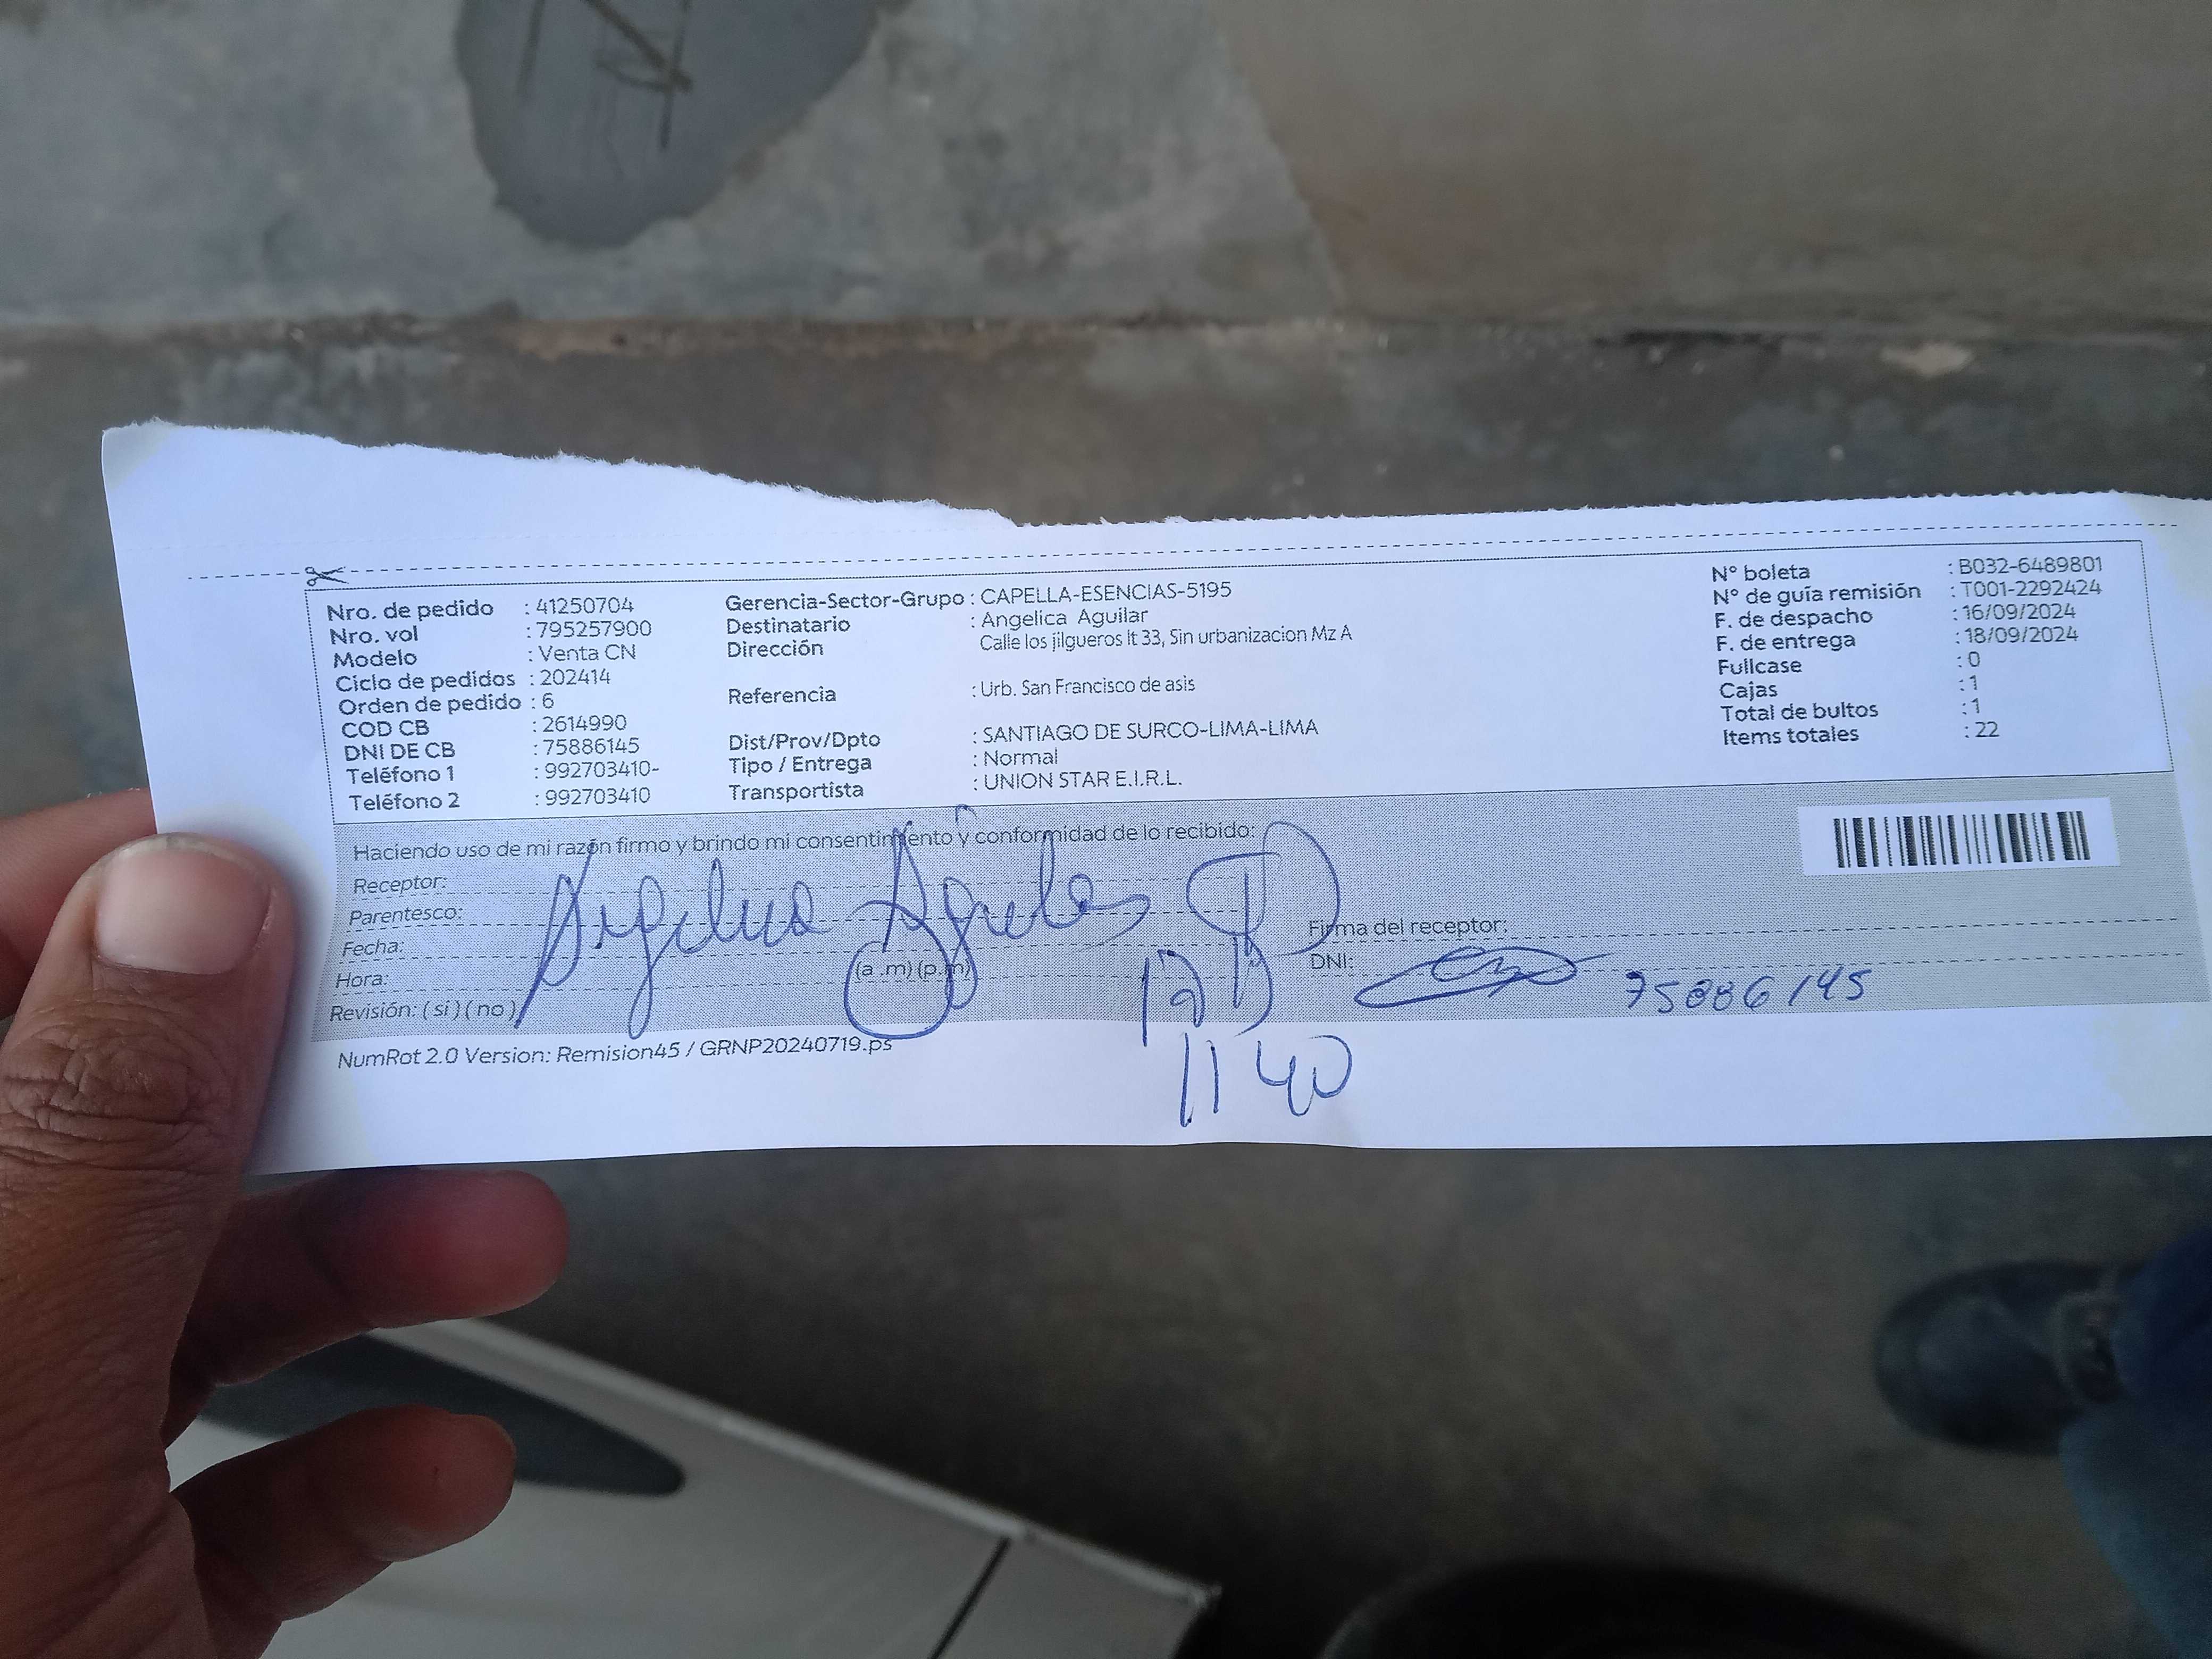 Nro. de pedido : 41250704
Nro. vol : 795257900
Modelo : Venta CN
Ciclo de pedidos : 202414
Orden de pedido : 6
COD CB : 2614990
DNI DE CB : 75886145
Teléfono 1 : 992703410-
Teléfono 2 : 992703410
Gerencia-Sector-Grupo : CAPELLA-ESENCIAS-5195
Destinatario : Angelica Aguilar
Dirección Calle los jilgueros lt 33, Sin urbanizacion Mz A
Referencia : Urb. San Francisco de asis
Dist/Prov/Dpto : SANTIAGO DE SURCO-LIMA-LIMA
Tipo / Entrega : Normal
Transportista : UNION STAR E.I.R.L.
N° boleta : B032-6489801
N° de guía remisión : T001-2292424
F. de despacho : 16/09/2024
F. de entrega : 18/09/2024
Fullcase : 0
Cajas : 1
Total de bultos : 1
Items totales : 22
Haciendo uso de mi razón firmo y brindo mi consentimiento y conformidad de lo recibido:
Receptor:
Parentesco:
Fecha:
Hora: (a .m) (p.m)
Revisión: ( si ) ( no )
Firma del receptor:
DNI: 75886145
1140
NumRot 2.0 Version: Remision45 / GRNP20240719.ps